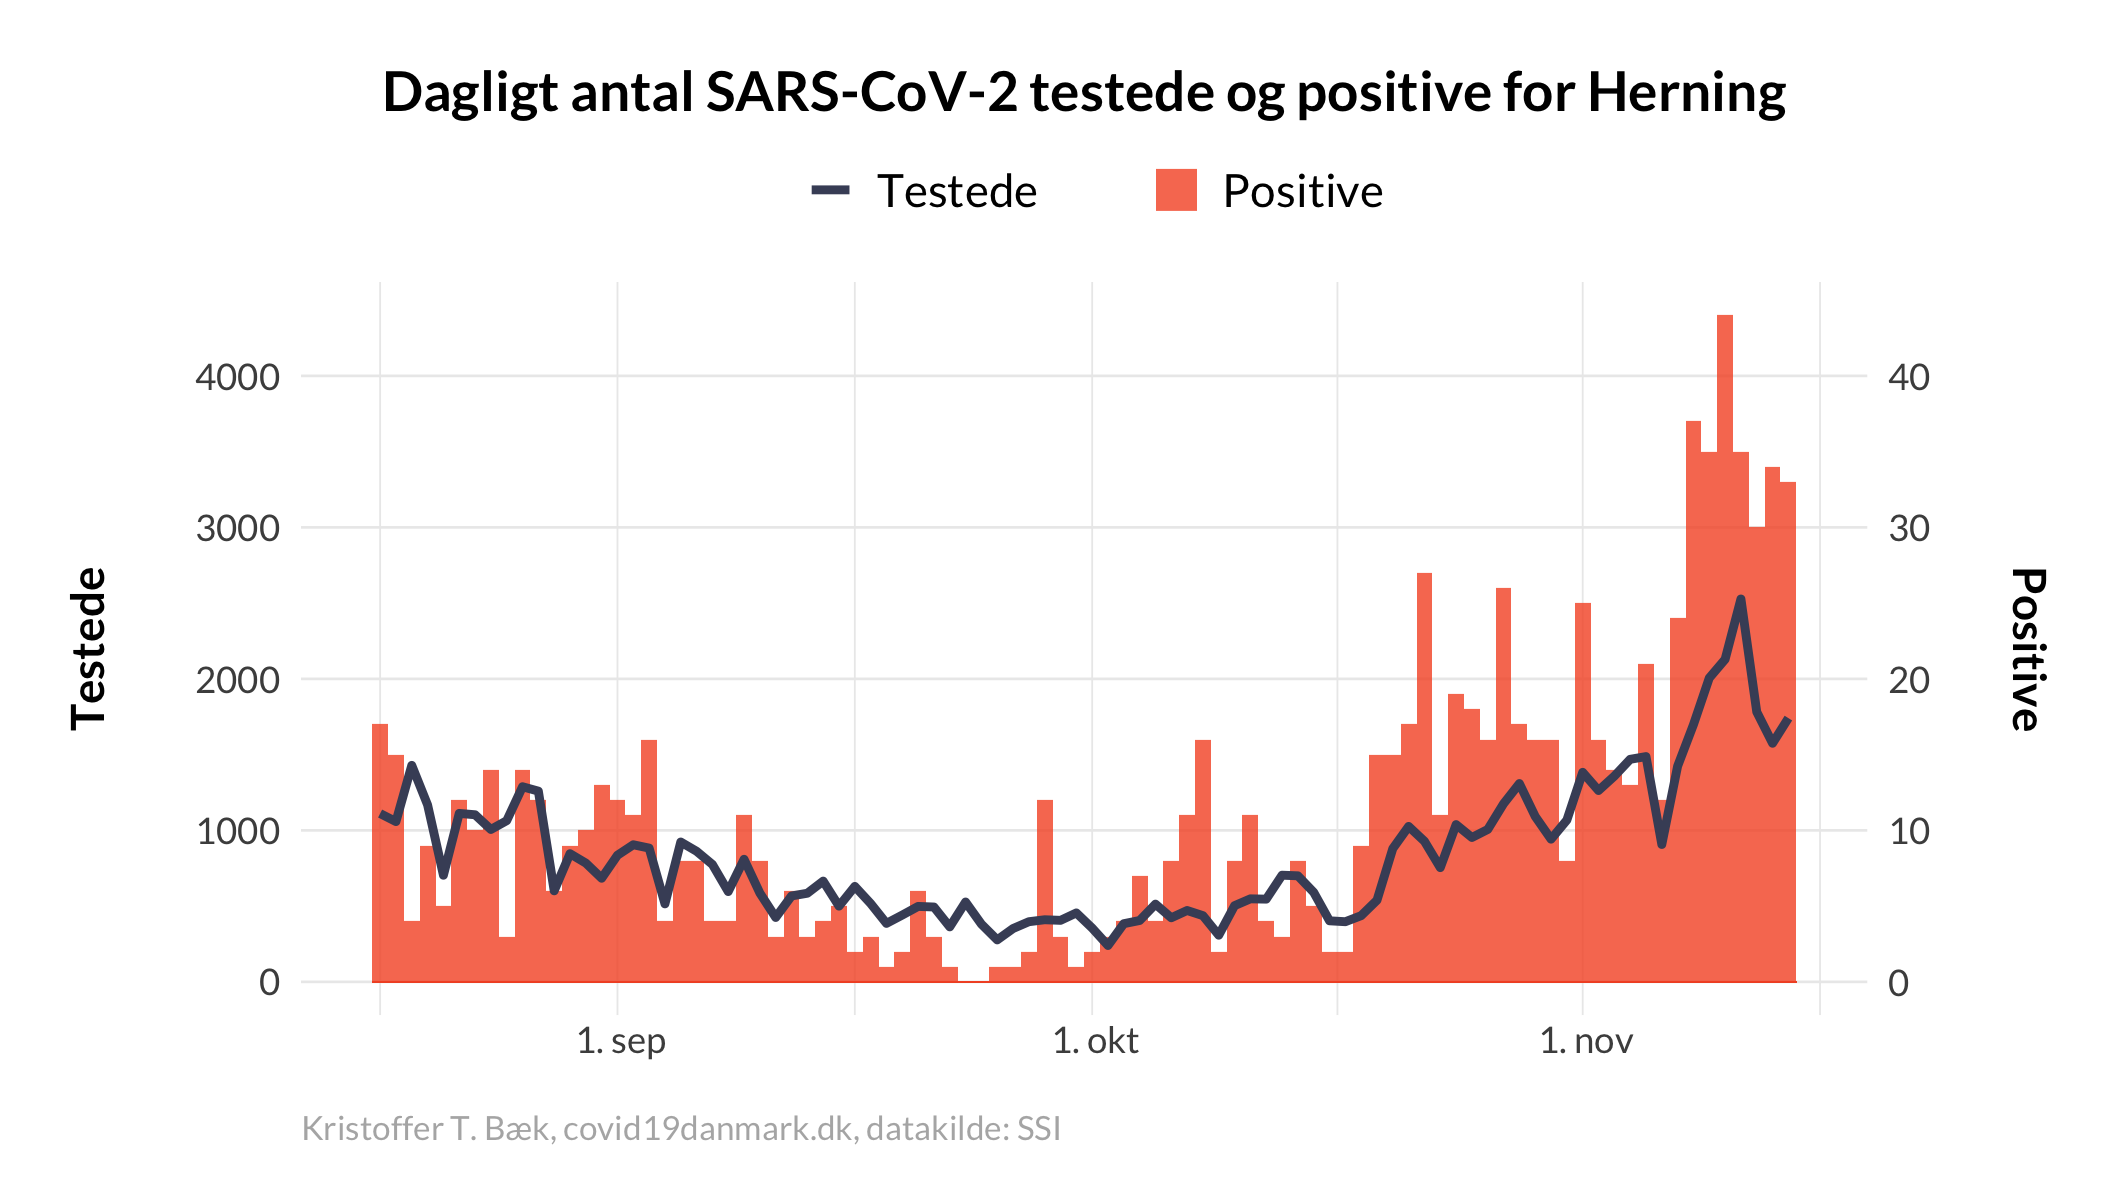 Dagligt antal SARS-CoV-2 testede og positive for Herning
Testede
Positive
Testede
4000
3000
2000
1000
0
40
30
20
10
0
Positive
1. sep
1. okt
1. nov
Kristoffer T. Bæk, covid19danmark.dk, datakilde: SSI